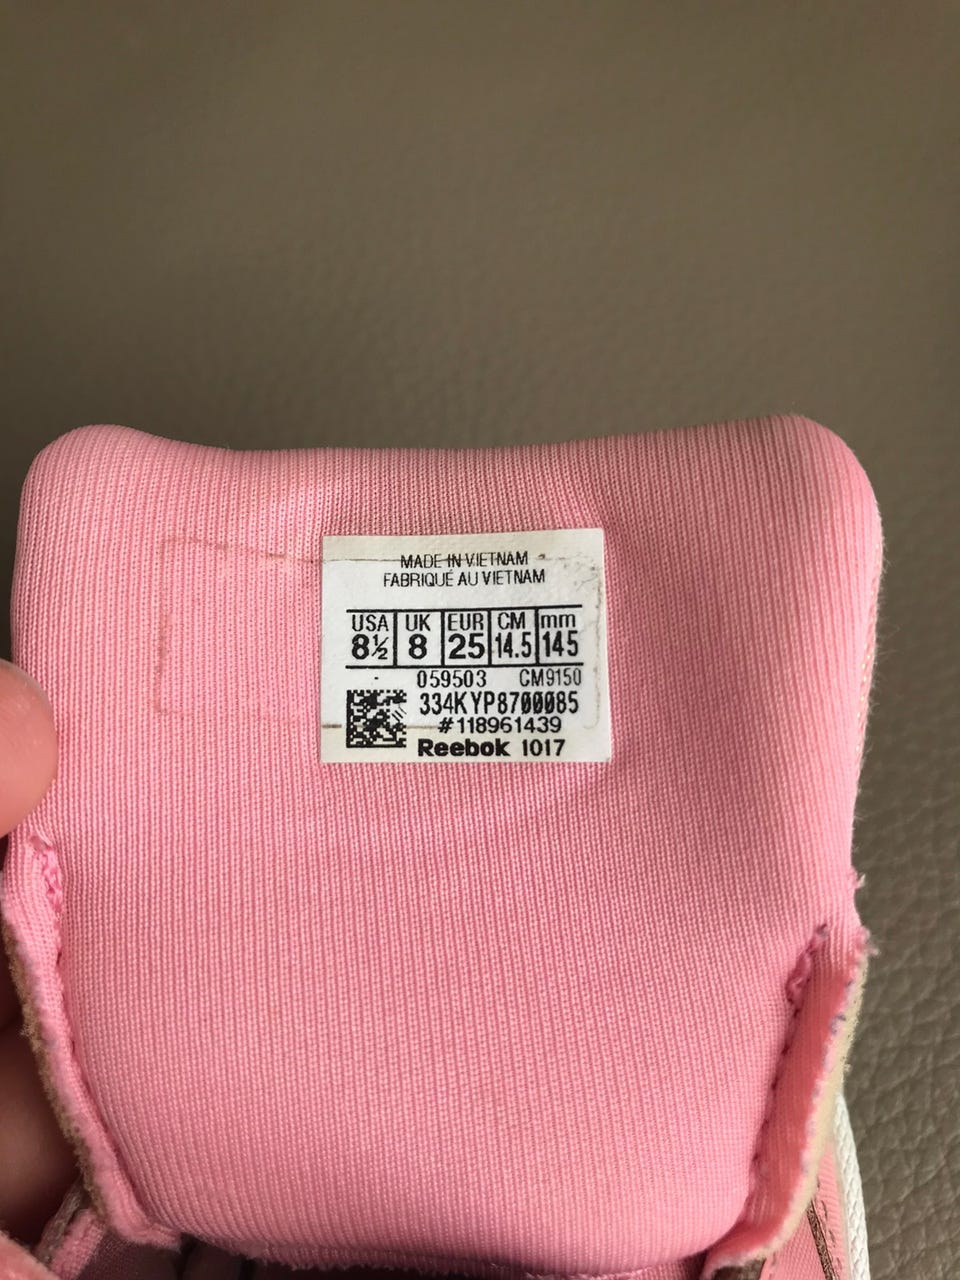 MADE IN VIETNAM
FABRIQUÉ AU VIETNAM
USA UK EUR CM mm
8½ 8 25 14.5 145
- 059503 CM9150
334KYP8700085
#118961439
Reebok 1017